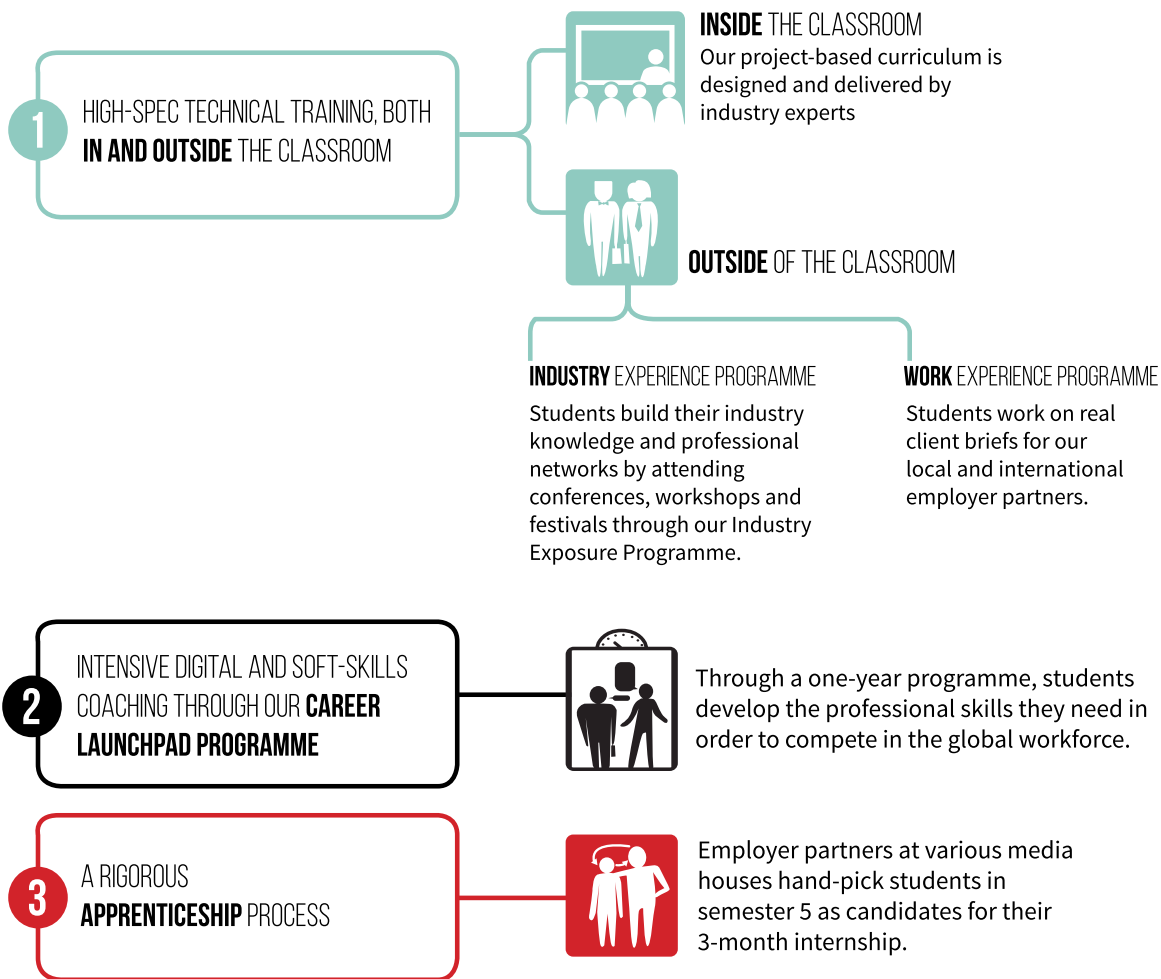 1
HIGH-SPEC TECHNICAL TRAINING, BOTH
IN AND OUTSIDE THE CLASSROOM
INSIDE THE CLASSROOM
Our project-based curriculum is
designed and delivered by
industry experts
OUTSIDE OF THE CLASSROOM
INDUSTRY EXPERIENCE PROGRAMME
Students build their industry
knowledge and professional
networks by attending
conferences, workshops and
festivals through our Industry
Exposure Programme.
WORK EXPERIENCE PROGRAMME
Students work on real
client briefs for our
local and international
employer partners.
2
INTENSIVE DIGITAL AND SOFT-SKILLS
COACHING THROUGH OUR CAREER
LAUNCHPAD PROGRAMME
Through a one-year programme, students
develop the professional skills they need in
order to compete in the global workforce.
3
A RIGOROUS
APPRENTICESHIP PROCESS
Employer partners at various media
houses hand-pick students in
semester 5 as candidates for their
3-month internship.